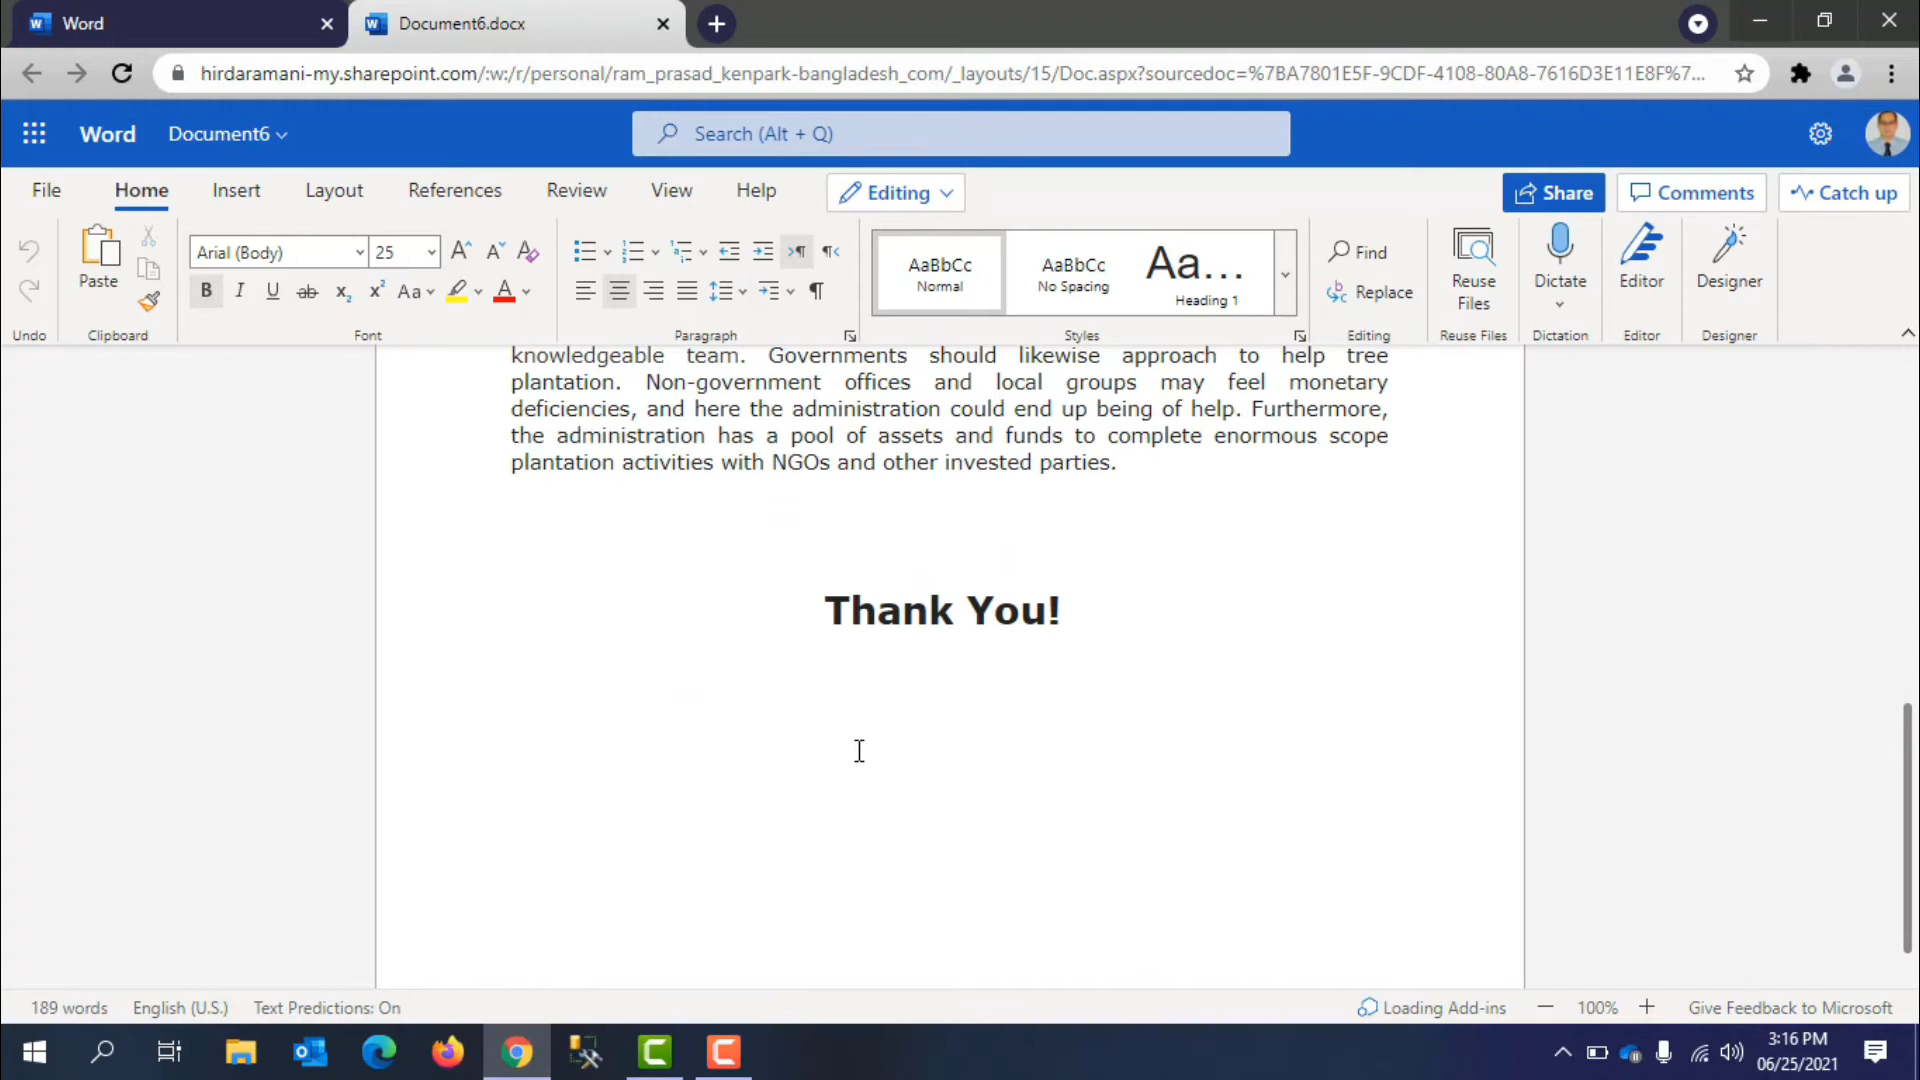 Word
Document6.docx
hirdaramani-my.sharepoint.com/:w:/r/personal/ram_prasad_kenpark-bangladesh_com/_layouts/15/Doc.aspx?sourcedoc=%7BA7801E5F-9CDF-4108-80A8-7616D3E11E8F%7...
Word Document6 Search (Alt + Q)
File Home Insert Layout References Review View Help Editing Share Comments Catch up
Paste Arial (Body) 25 AaBbCc Normal AaBbCc No Spacing Aa... Heading 1 Find Replace Reuse Files Dictate Editor Designer
Undo Clipboard Font Paragraph Styles Editing Reuse Files Dictation Editor Designer
knowledgeable team. Governments should likewise approach to help tree
plantation. Non-government offices and local groups may feel monetary
deficiencies, and here the administration could end up being of help. Furthermore,
the administration has a pool of assets and funds to complete enormous scope
plantation activities with NGOs and other invested parties.
Thank You!
189 words English (U.S.) Text Predictions: On Loading Add-ins 100% Give Feedback to Microsoft
3:16 PM
06/25/2021